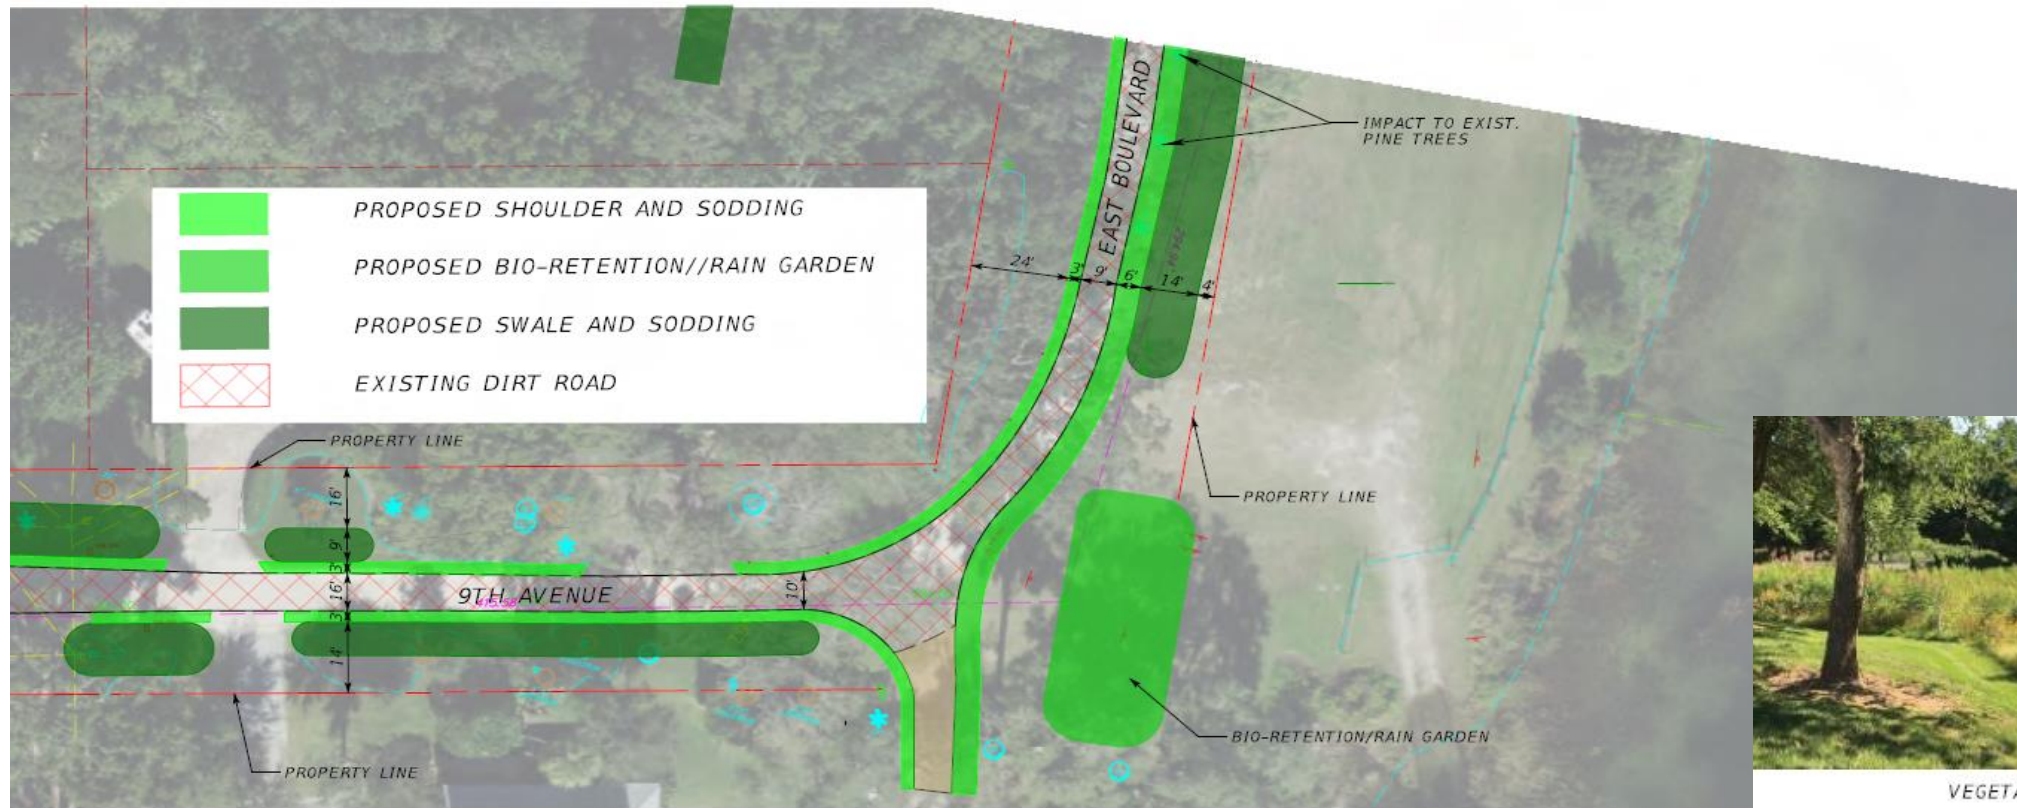 EAST BOULEVARD
IMPACT TO EXIST.
PINE TREES
PROPOSED SHOULDER AND SODDING
PROPOSED BIO-RETENTION//RAIN GARDEN
PROPOSED SWALE AND SODDING
EXISTING DIRT ROAD
24'
3'
9'
6'
14'
4'
PROPERTY LINE
PROPERTY LINE
16'
9'
3'
16'
3'
14'
9TH AVENUE
10'
BIO-RETENTION/RAIN GARDEN
PROPERTY LINE